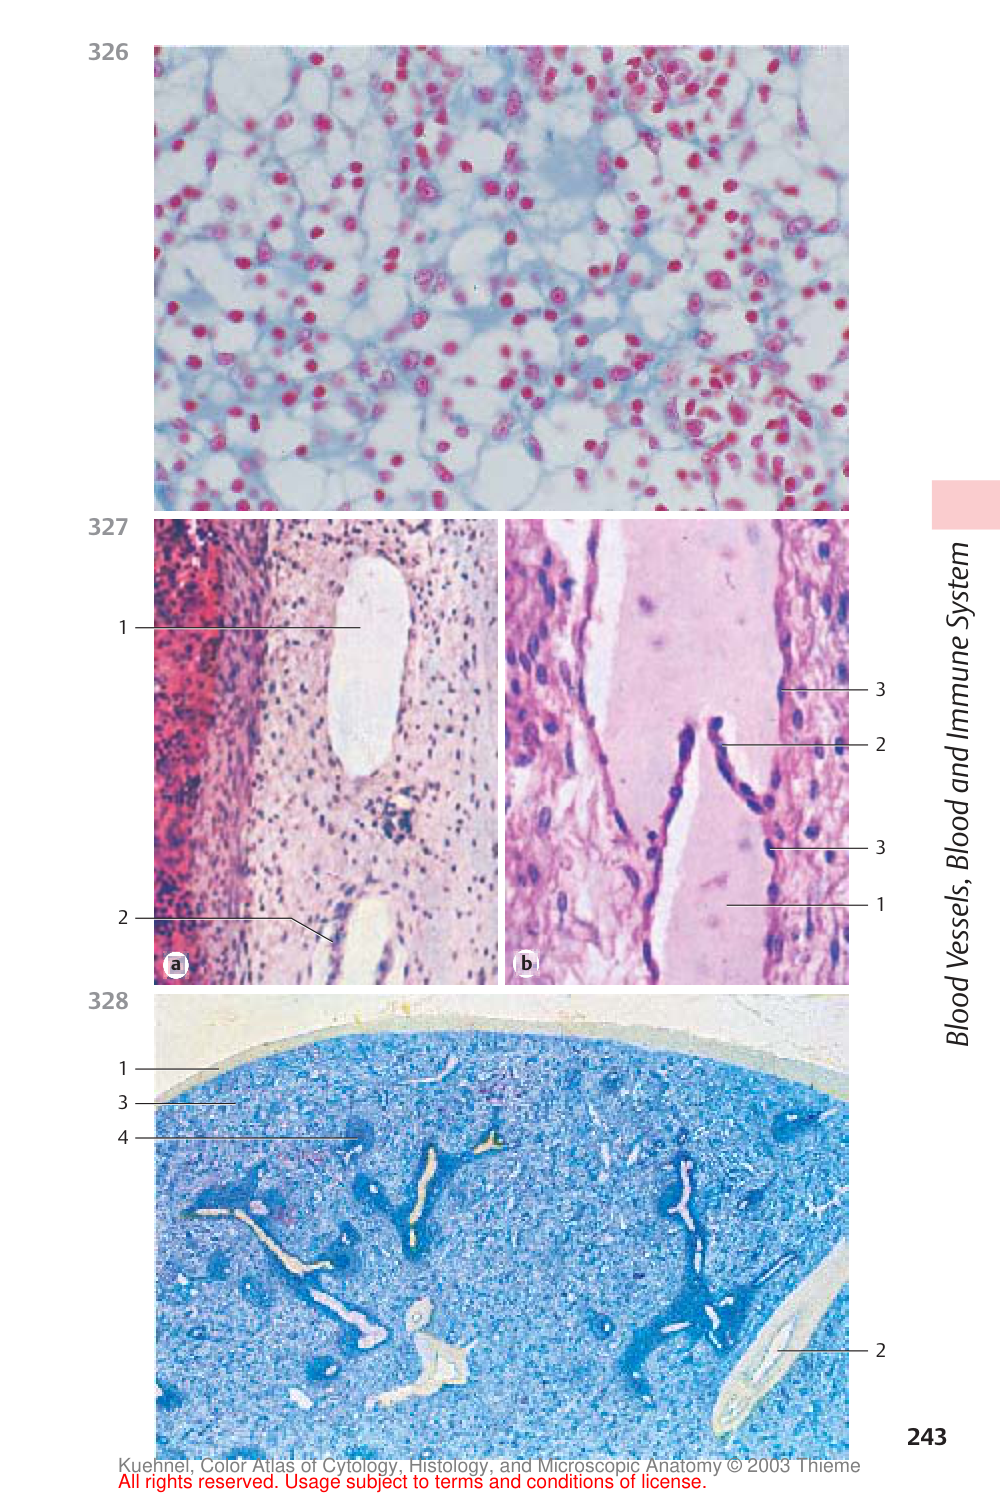 326
327
1
2
a
b
3
2
3
1
328
1
3
4
2
Blood Vessels, Blood and Immune System
243
Kuehnel, Color Atlas of Cytology, Histology, and Microscopic Anatomy © 2003 Thieme
All rights reserved. Usage subject to terms and conditions of license.